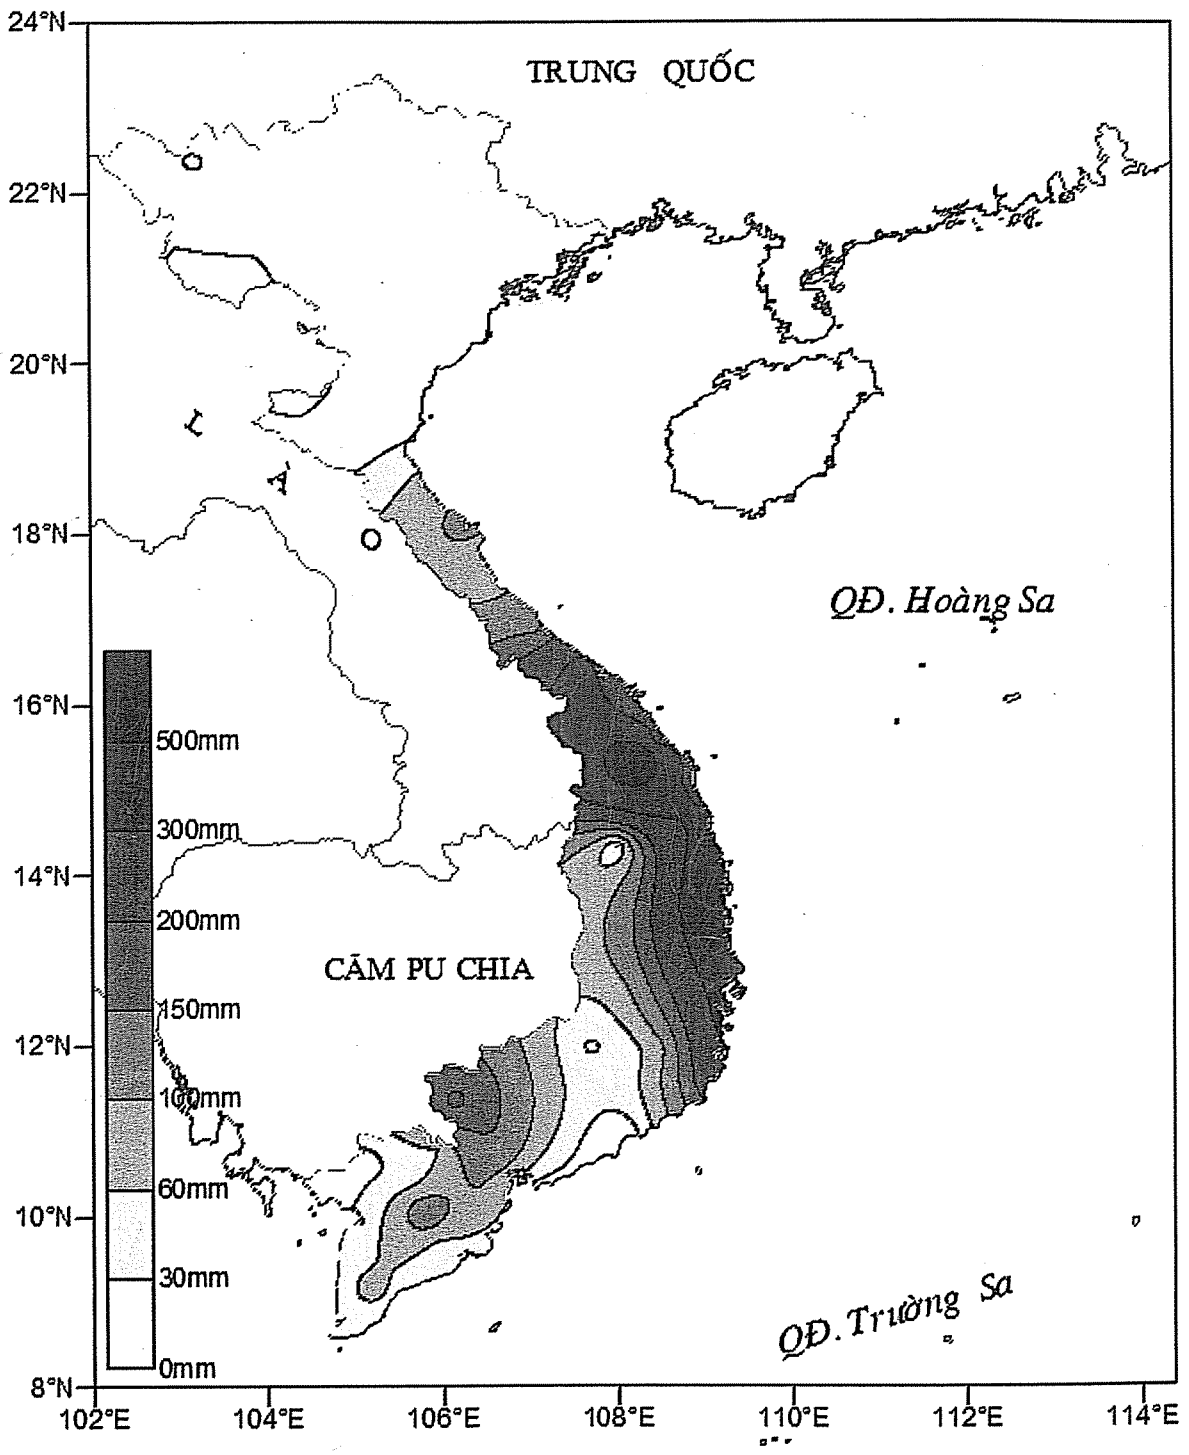 24°N
TRUNG QUỐC
22°N
20°N
L
À
18°N
QĐ. Hoàng Sa
16°N
500mm
300mm
14°N
200mm
CĂM PU CHIA
150mm
12°N
100mm
60mm
10°N
30mm
QĐ. Trường Sa
0mm
8°N
102°E 104°E 106°E 108°E 110°E 112°E 114°E